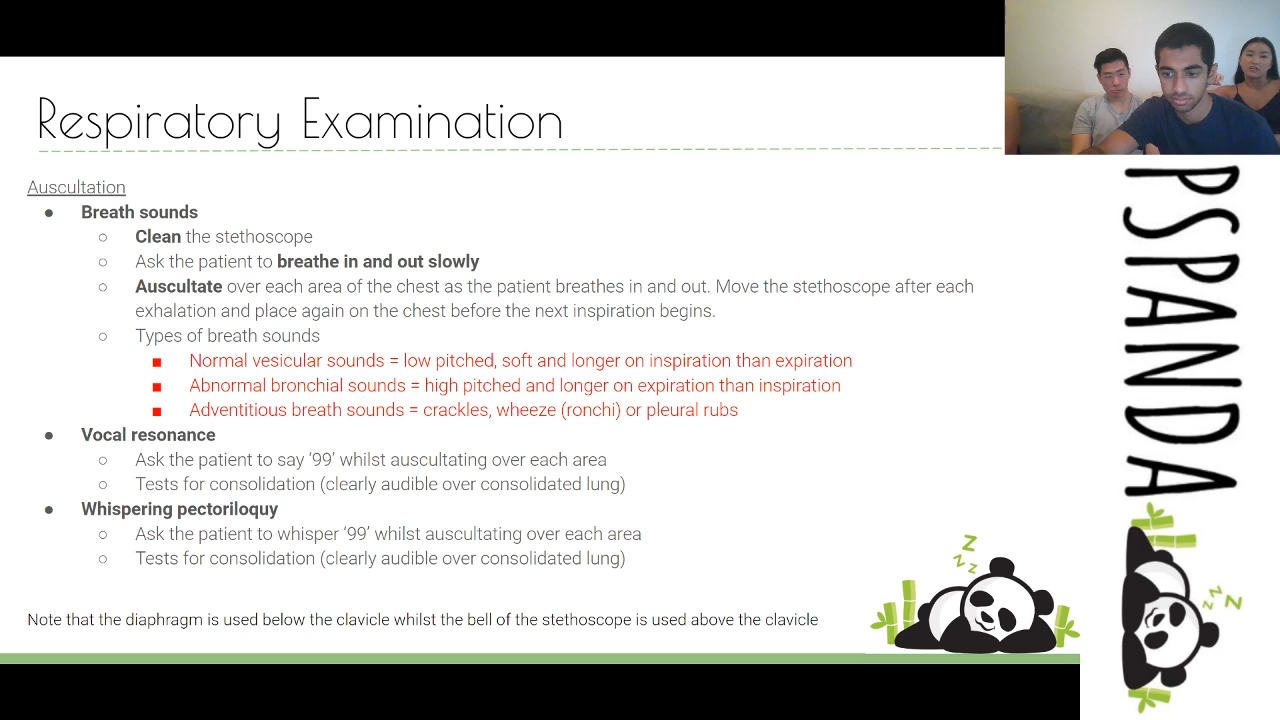 Respiratory Examination
Auscultation
● Breath sounds
○ Clean the stethoscope
○ Ask the patient to breathe in and out slowly
○ Auscultate over each area of the chest as the patient breathes in and out. Move the stethoscope after each
exhalation and place again on the chest before the next inspiration begins.
○ Types of breath sounds
■ Normal vesicular sounds = low pitched, soft and longer on inspiration than expiration
■ Abnormal bronchial sounds = high pitched and longer on expiration than inspiration
■ Adventitious breath sounds = crackles, wheeze (ronchi) or pleural rubs
● Vocal resonance
○ Ask the patient to say ‘99’ whilst auscultating over each area
○ Tests for consolidation (clearly audible over consolidated lung)
● Whispering pectoriloquy
○ Ask the patient to whisper ‘99’ whilst auscultating over each area
○ Tests for consolidation (clearly audible over consolidated lung)
Note that the diaphragm is used below the clavicle whilst the bell of the stethoscope is used above the clavicle
z z z
PSPANDA
z z z